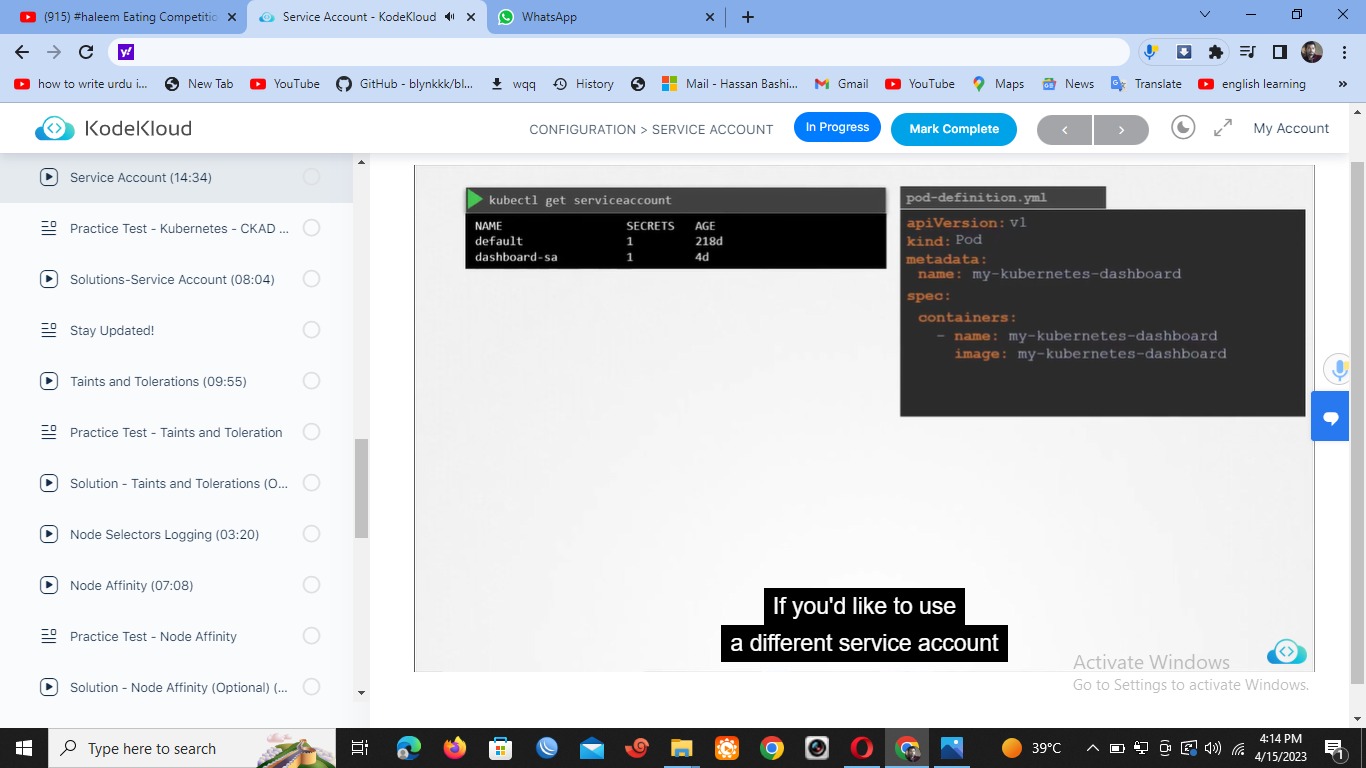 (915) #haleem Eating Competitio
Service Account - KodeKloud
WhatsApp
how to write urdu i...
New Tab
YouTube
GitHub - blynkkk/bl...
wqq
History
Mail - Hassan Bashi...
Gmail
YouTube
Maps
News
Translate
english learning
»
KodeKloud
CONFIGURATION > SERVICE ACCOUNT
In Progress
Mark Complete
My Account
Service Account (14:34)
Practice Test - Kubernetes - CKAD ...
Solutions-Service Account (08:04)
Stay Updated!
Taints and Tolerations (09:55)
Practice Test - Taints and Toleration
Solution - Taints and Tolerations (O...
Node Selectors Logging (03:20)
Node Affinity (07:08)
Practice Test - Node Affinity
Solution - Node Affinity (Optional) (...
kubectl get serviceaccount
NAME SECRETS AGE
default 1 218d
dashboard-sa 1 4d
pod-definition.yml
apiVersion: v1
kind: Pod
metadata:
name: my-kubernetes-dashboard
spec:
containers:
- name: my-kubernetes-dashboard
image: my-kubernetes-dashboard
If you'd like to use
a different service account
Activate Windows
Go to Settings to activate Windows.
Type here to search
39°C
4:14 PM
4/15/2023
1